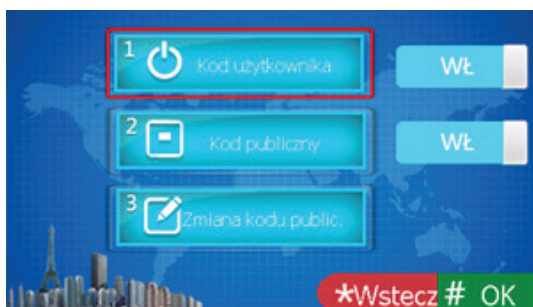 1 Kod użytkownika WŁ
2 Kod publiczny WŁ
3 Zmiana kodu public.
*Wstecz # OK